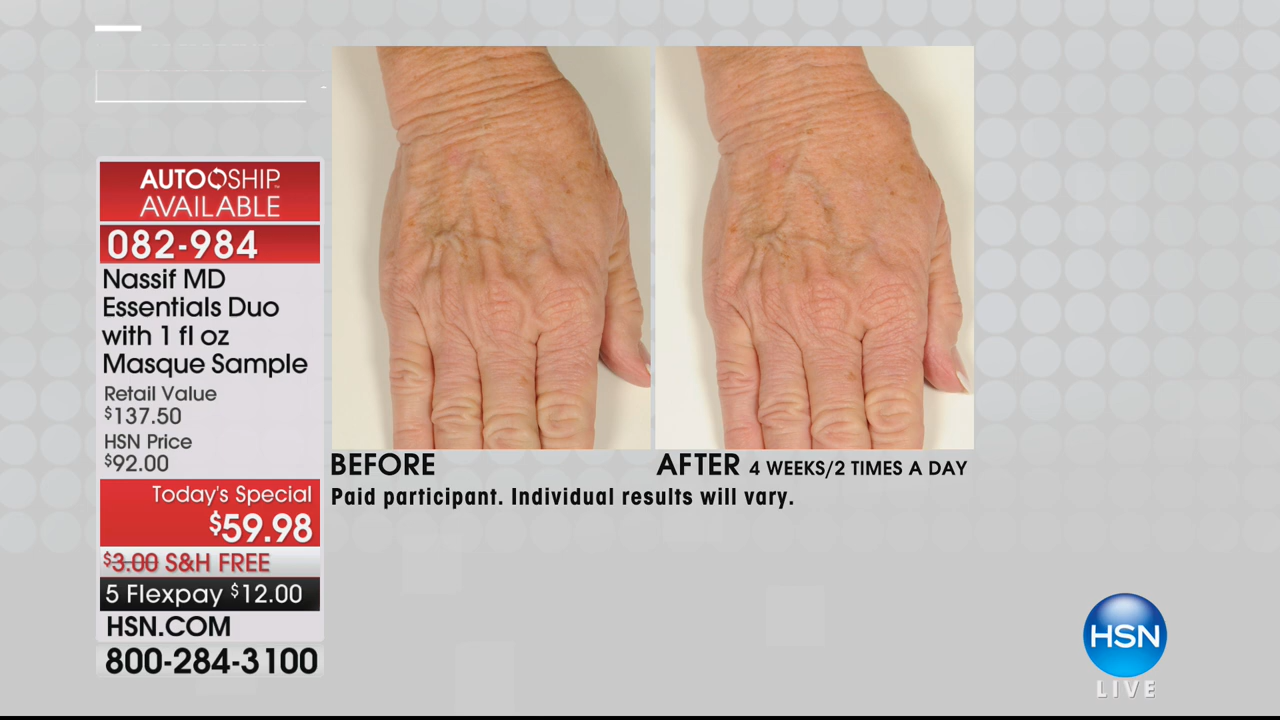 AUTOSHIP™
AVAILABLE
082-984
Nassif MD
Essentials Duo
with 1 fl oz
Masque Sample
Retail Value
$137.50
HSN Price
$92.00
Today's Special
$59.98
$3.00 S&H FREE
5 Flexpay $12.00
HSN.COM
800-284-3100
BEFORE
AFTER 4 WEEKS/2 TIMES A DAY
Paid participant. Individual results will vary.
HSN
LIVE